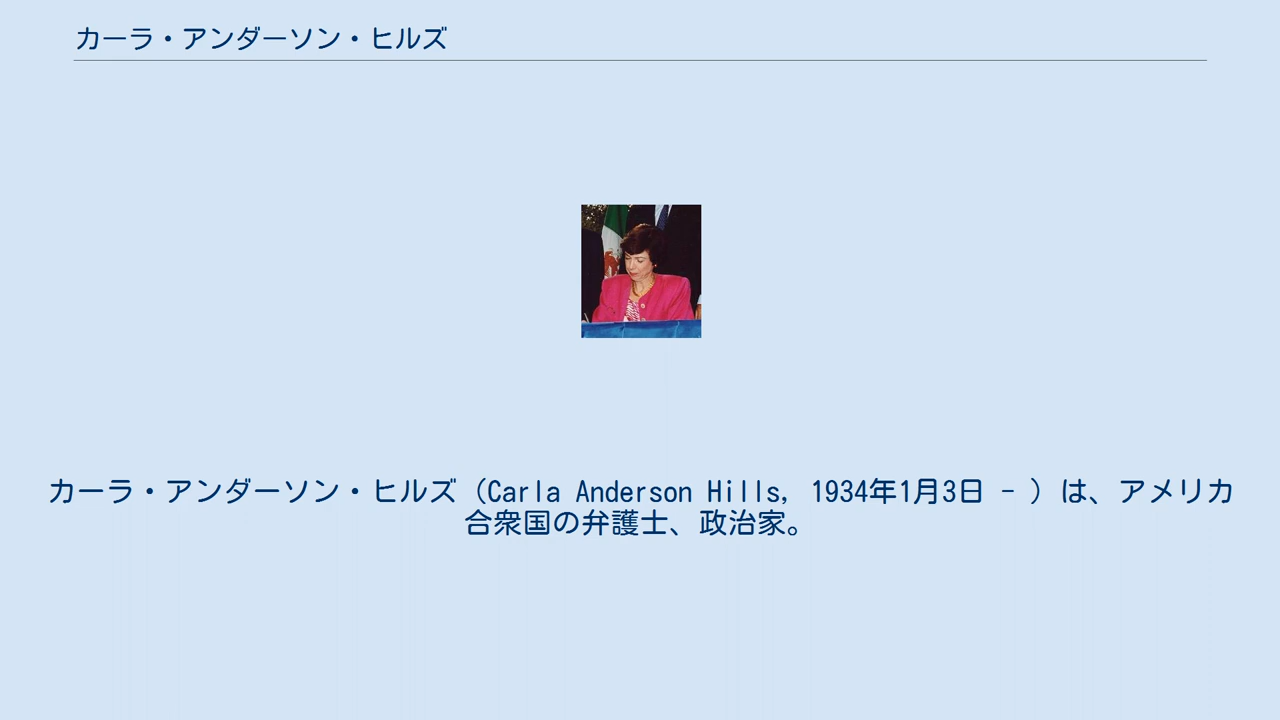 カーラ・アンダーソン・ヒルズ
カーラ・アンダーソン・ヒルズ（Carla Anderson Hills, 1934年1月3日 - ）は、アメリカ
合衆国の弁護士、政治家。